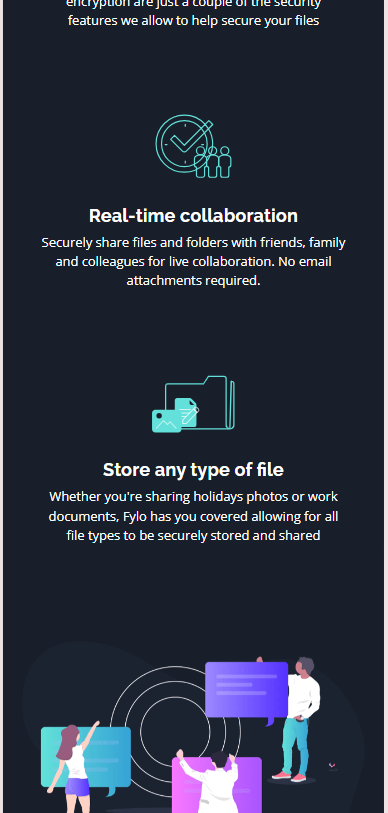 encryption are just a couple of the security
features we allow to help secure your files
Real-time collaboration
Securely share files and folders with friends, family
and colleagues for live collaboration. No email
attachments required.
Store any type of file
Whether you're sharing holidays photos or work
documents, Fylo has you covered allowing for all
file types to be securely stored and shared